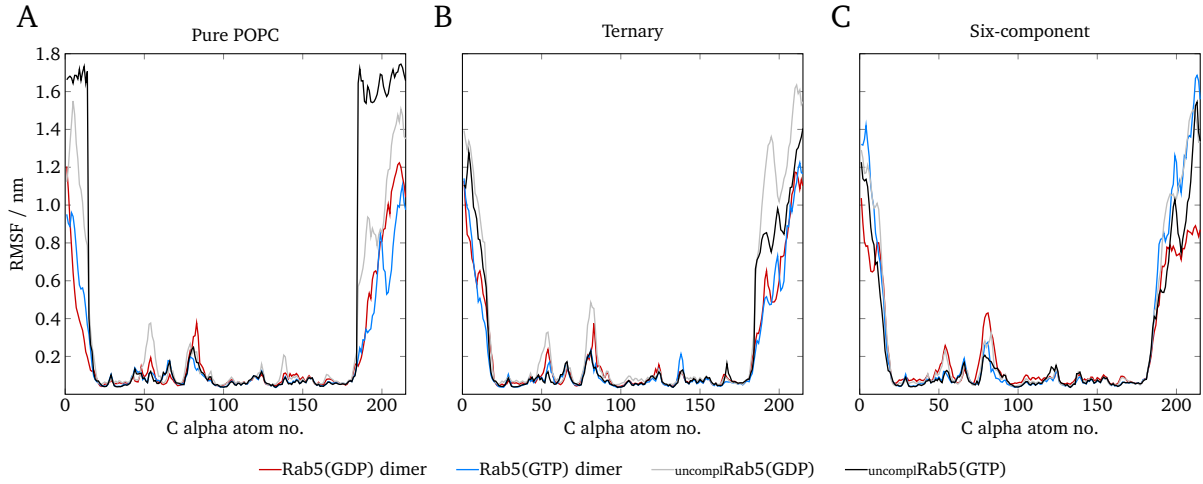 A
B
C
Pure POPC
Ternary
Six-component
1.8
1.6
1.4
1.2
1.0
0.8
0.6
0.4
0.2
RMSF / nm
0 50 100 150 200
0 50 100 150 200
0 50 100 150 200
C alpha atom no.
C alpha atom no.
C alpha atom no.
Rab5(GDP) dimer
Rab5(GTP) dimer
uncomplRab5(GDP)
uncomplRab5(GTP)